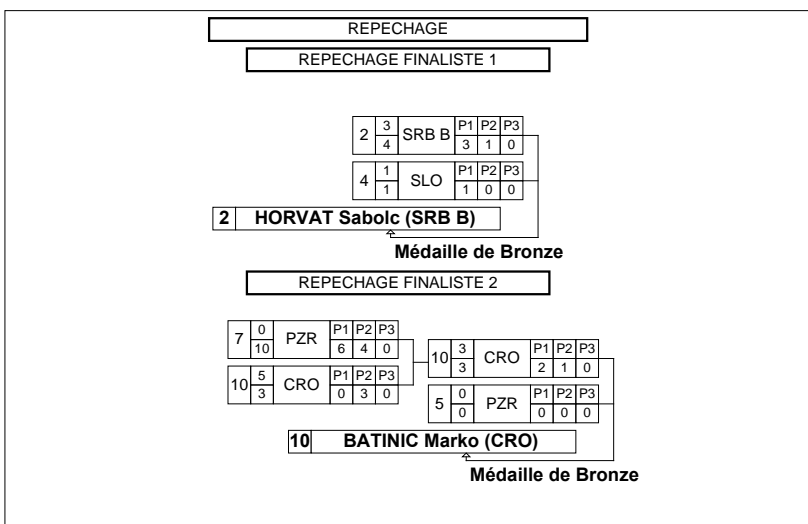 REPECHAGE
REPECHAGE FINALISTE 1
2 3 SRB B P1 P2 P3
4 3 1 0
4 1 SLO P1 P2 P3
1 1 0 0
2 HORVAT Sabolc (SRB B)
Médaille de Bronze
REPECHAGE FINALISTE 2
7 0 PZR P1 P2 P3
10 6 4 0
10 5 CRO P1 P2 P3
3 0 3 0
10 3 CRO P1 P2 P3
3 2 1 0
5 0 PZR P1 P2 P3
0 0 0 0
10 BATINIC Marko (CRO)
Médaille de Bronze